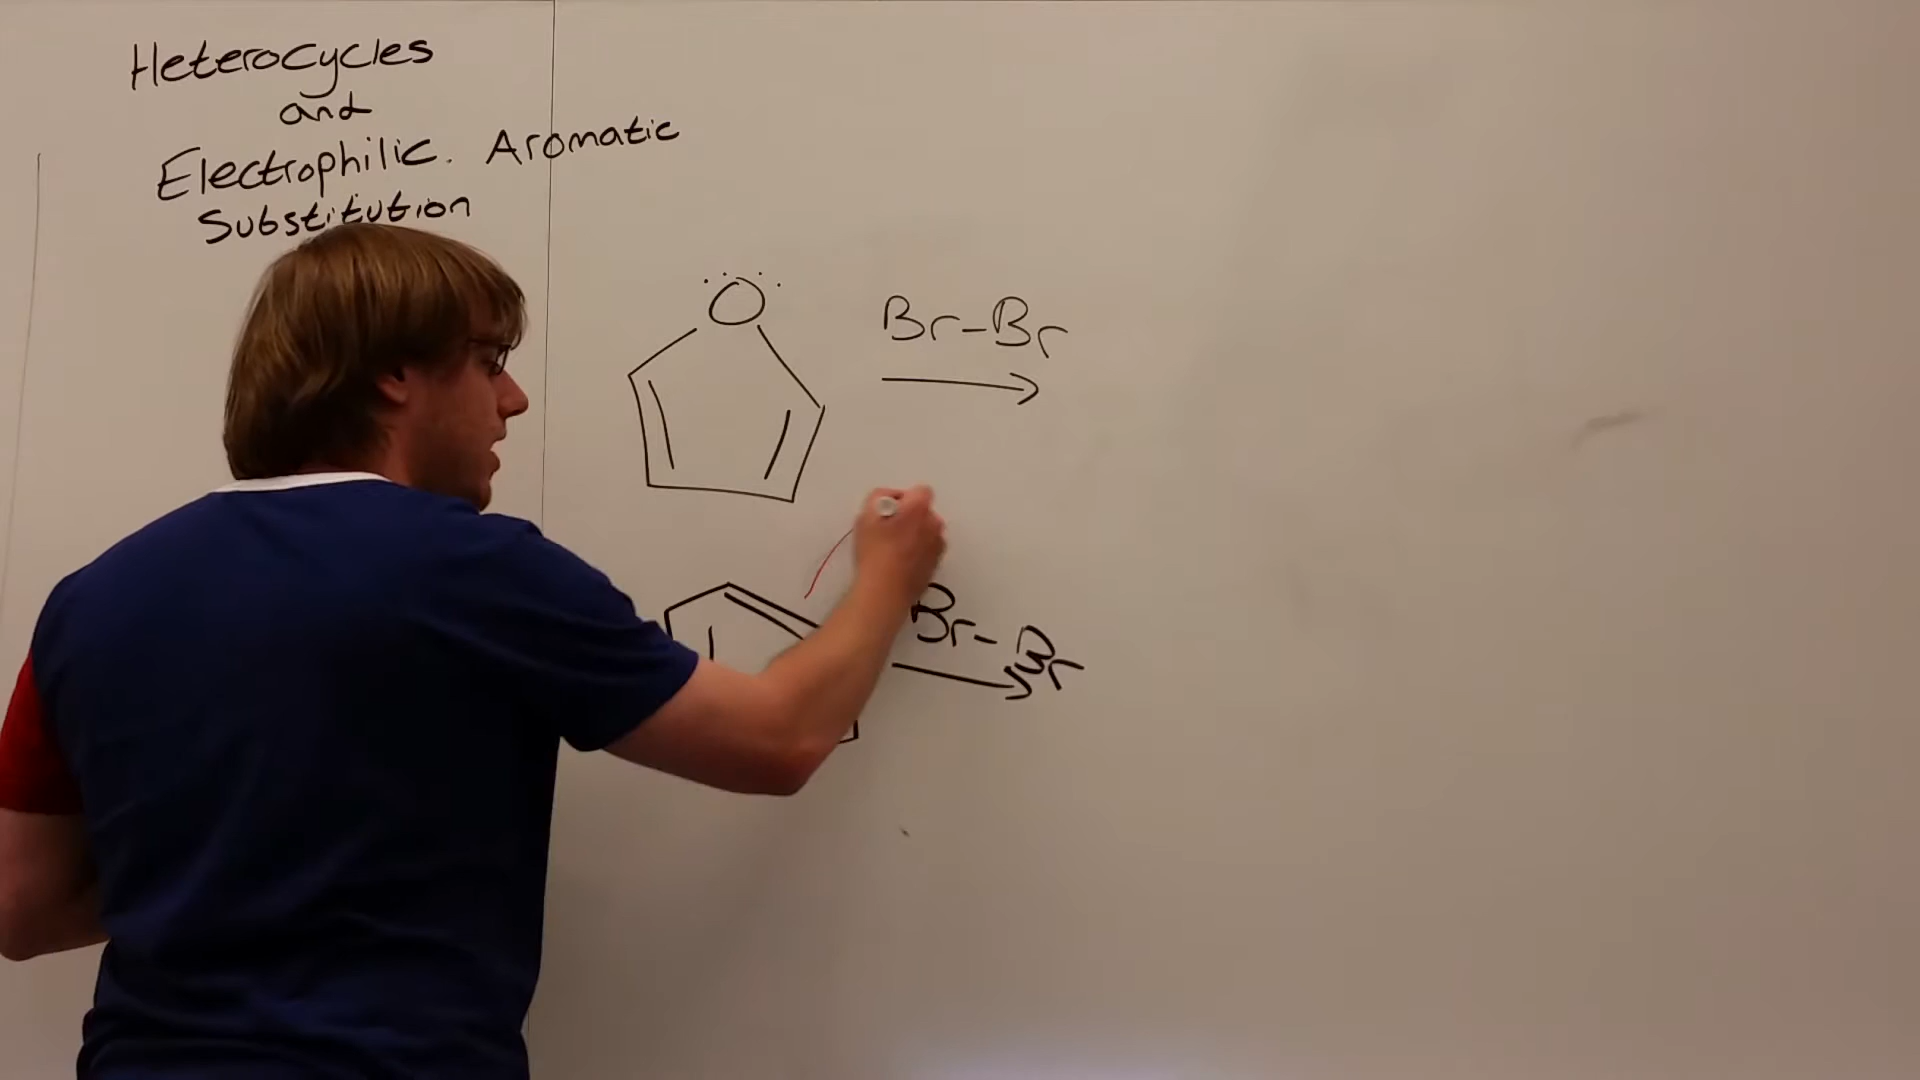 Heterocycles
and
Electrophilic. Aromatic
Substitution
O
Br-Br
Br-Br